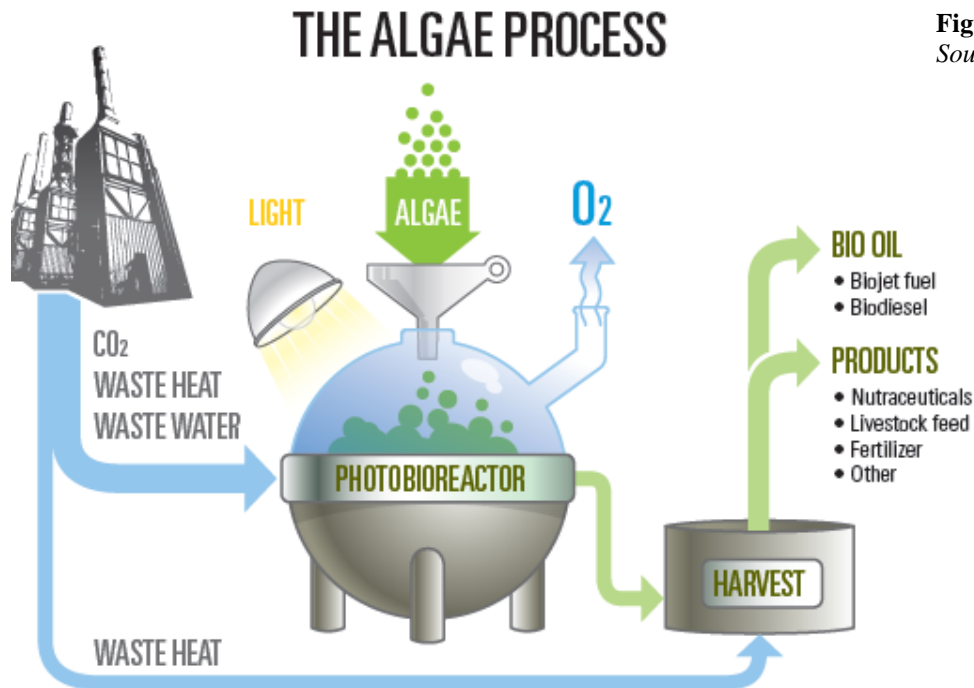 THE ALGAE PROCESS
Fig
Sou
LIGHT
ALGAE
O2
CO2
WASTE HEAT
WASTE WATER
PHOTOBIOREACTOR
BIO OIL
• Biojet fuel
• Biodiesel
PRODUCTS
• Nutraceuticals
• Livestock feed
• Fertilizer
• Other
HARVEST
WASTE HEAT